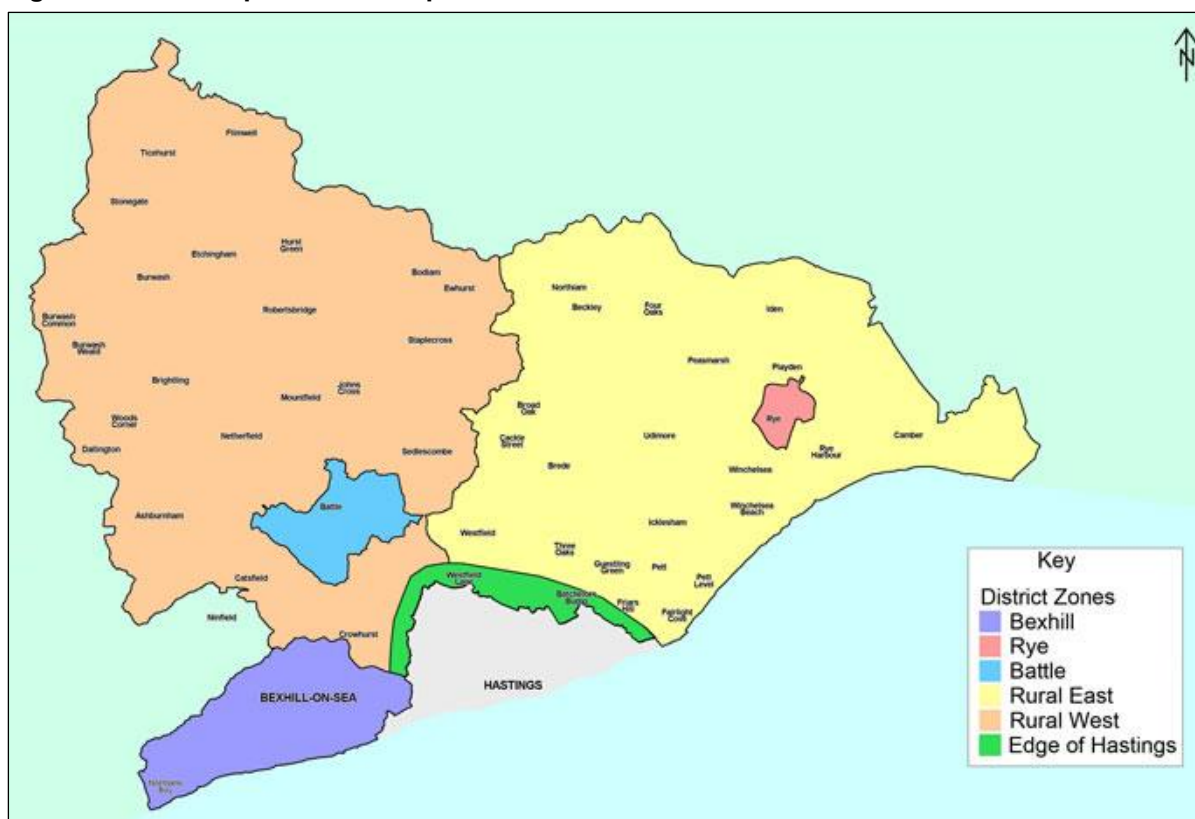 N
Flimwell
Ticehurst
Stonegate
Hurst
Green
Etchingham
Burwash
Bodiam
Ewhurst
Northiam
Beckley
Four
Oaks
Iden
Burwash
Common
Robertsbridge
Burwash
Weald
Staplecross
Peasmarsh
Playden
Brightling
Johns
Cross
Mountfield
Broad
Oak
Rye
Woods
Corner
Netherfield
Cackle
Street
Udimore
Camber
Dallington
Sedlescombe
Rye
Harbour
Brede
Winchelsea
Battle
Winchelsea
Beach
Ashburnham
Icklesham
Westfield
Three
Oaks
Guestling
Green
Pett
Pett
Level
Catsfield
Westfield
Lane
Batchelors
Bump
Friars
Hill
Fairlight
Cove
Ninfield
Crowhurst
HASTINGS
BEXHILL-ON-SEA
Normans
Bay
Key
District Zones
Bexhill
Rye
Battle
Rural East
Rural West
Edge of Hastings